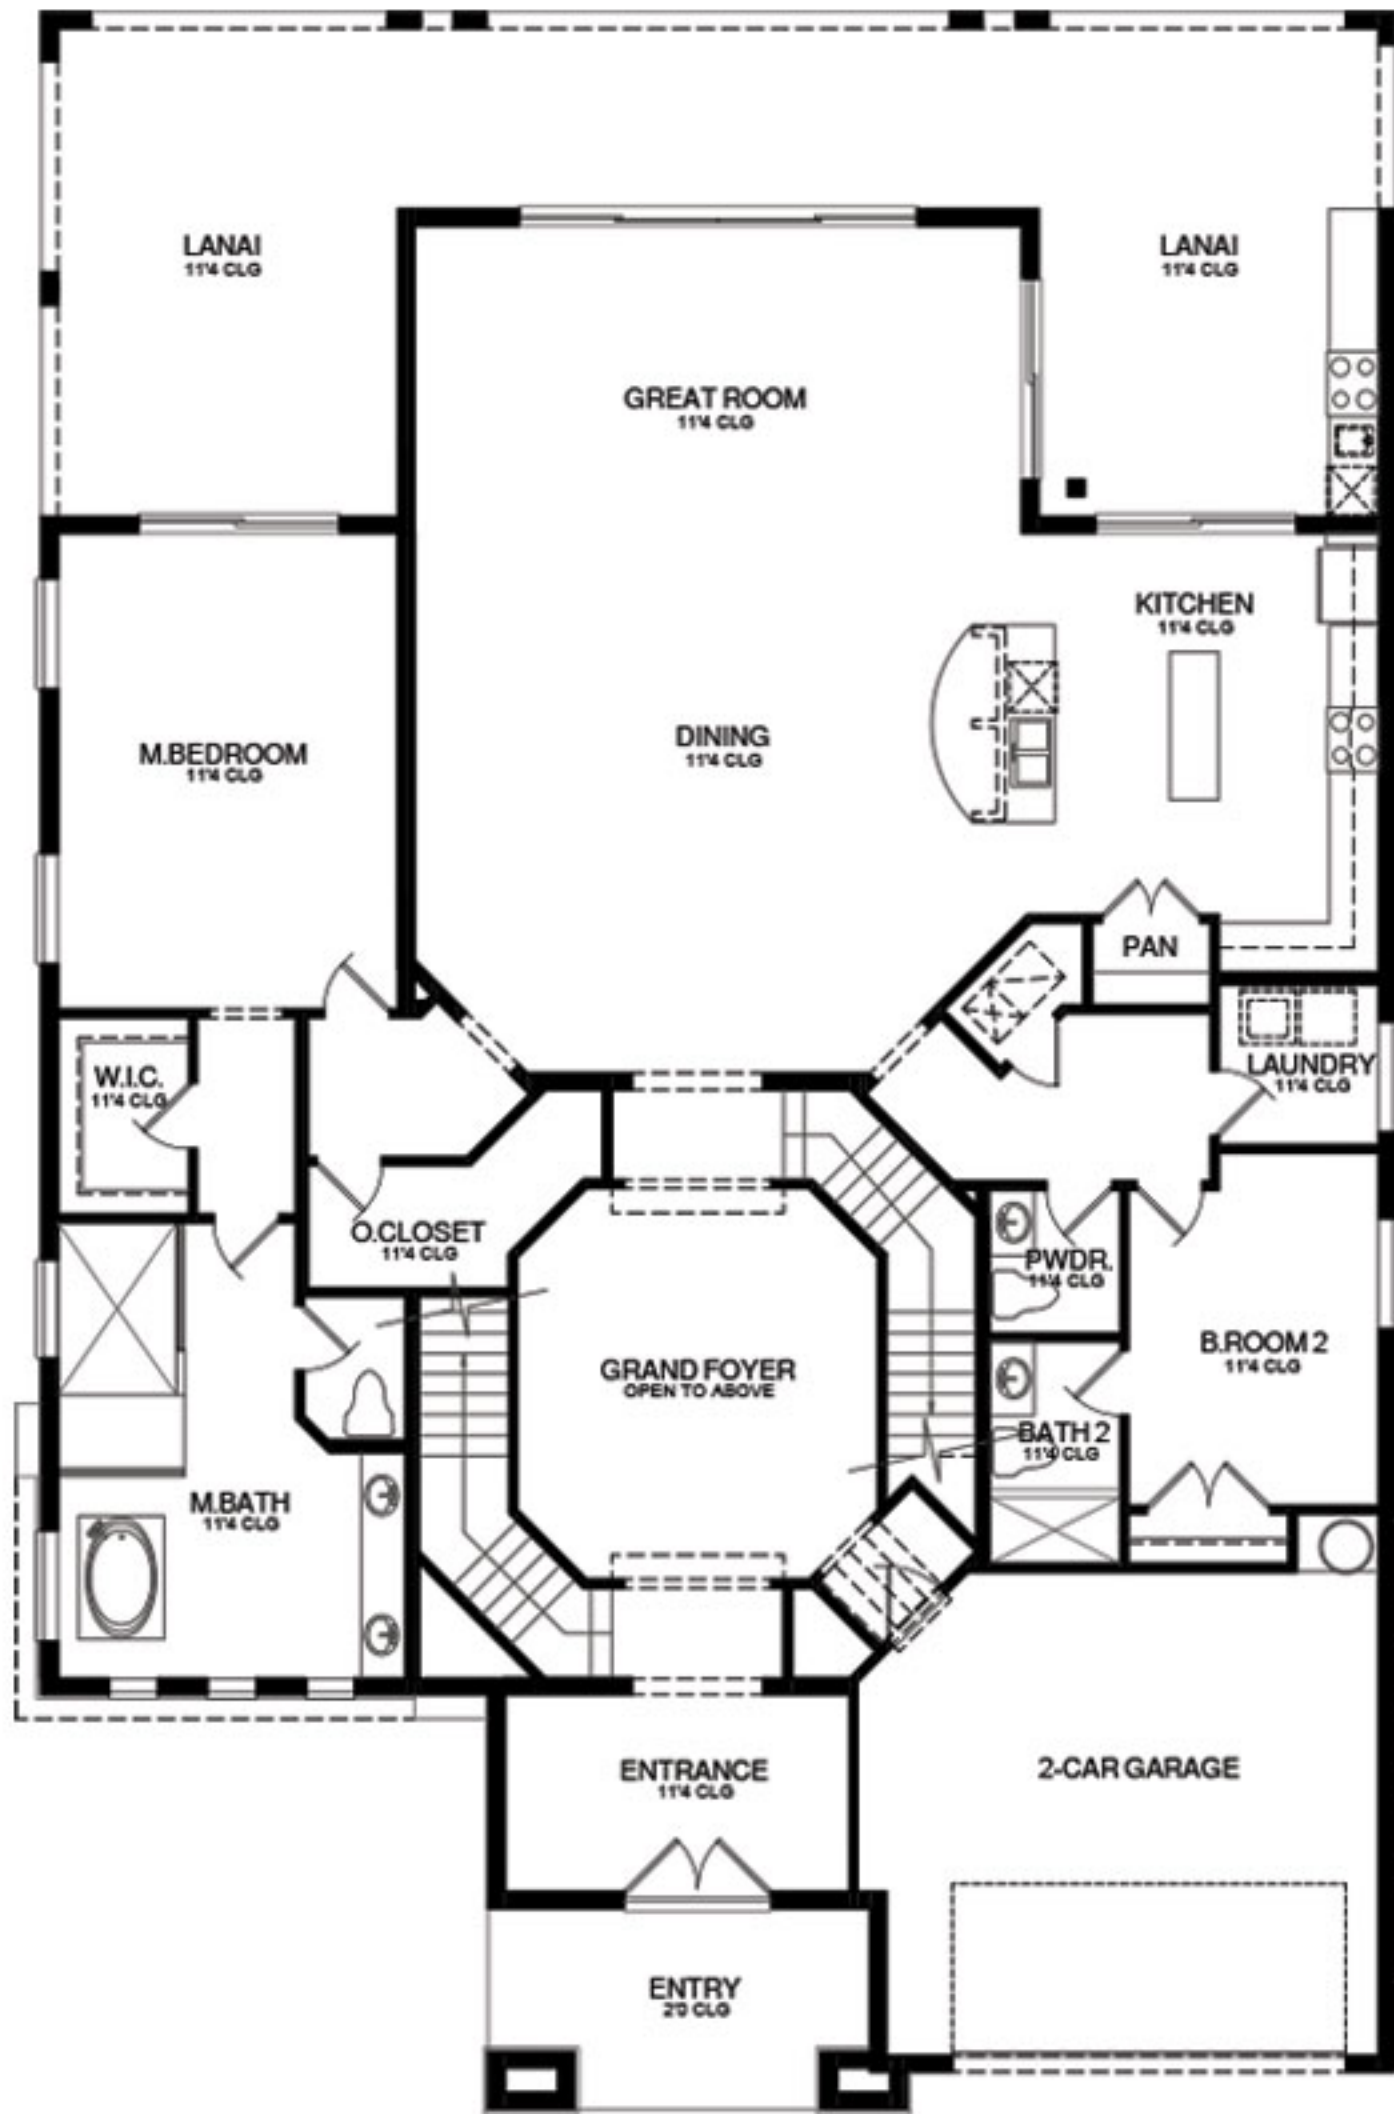 LANAI
11'4 CLG
LANAI
11'4 CLG
GREAT ROOM
11'4 CLG
KITCHEN
11'4 CLG
DINING
11'4 CLG
M.BEDROOM
11'4 CLG
PAN
W.I.C.
11'4 CLG
LAUNDRY
11'4 CLG
O.CLOSET
11'4 CLG
PWDR.
11'4 CLG
GRAND FOYER
OPEN TO ABOVE
B.ROOM 2
11'4 CLG
BATH 2
11'4 CLG
M.BATH
11'4 CLG
ENTRANCE
11'4 CLG
2-CAR GARAGE
ENTRY
2'0 CLG